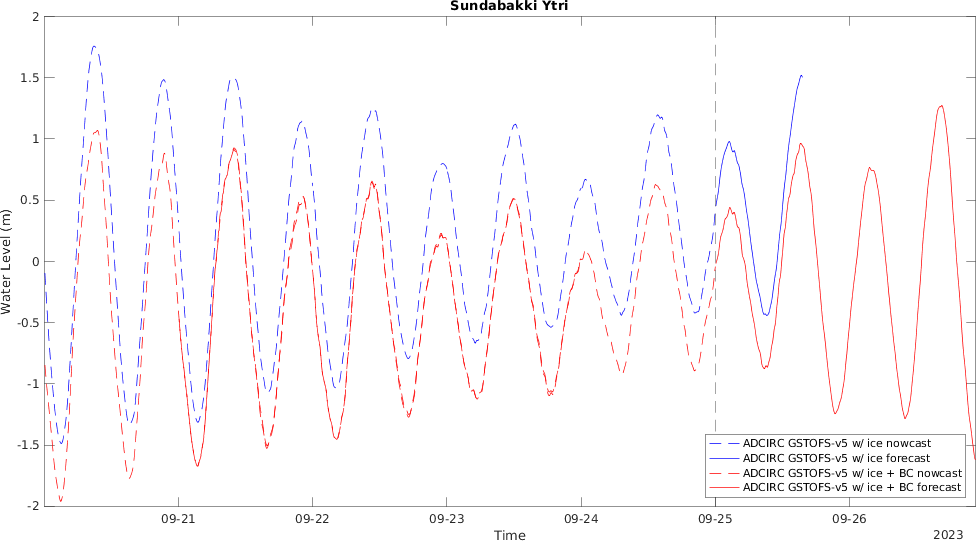 Sundabakki Ytri
Water Level (m)
2
1.5
1
0.5
0
-0.5
-1
-1.5
-2
09-21 09-22 09-23 09-24 09-25 09-26
Time
2023
ADCIRC GSTOFS-v5 w/ ice nowcast
ADCIRC GSTOFS-v5 w/ ice forecast
ADCIRC GSTOFS-v5 w/ ice + BC nowcast
ADCIRC GSTOFS-v5 w/ ice + BC forecast